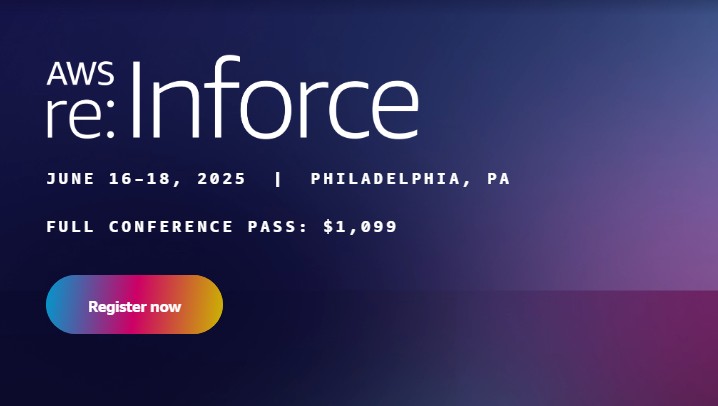 AWS
re:Inforce
JUNE 16–18, 2025 | PHILADELPHIA, PA
FULL CONFERENCE PASS: $1,099
Register now